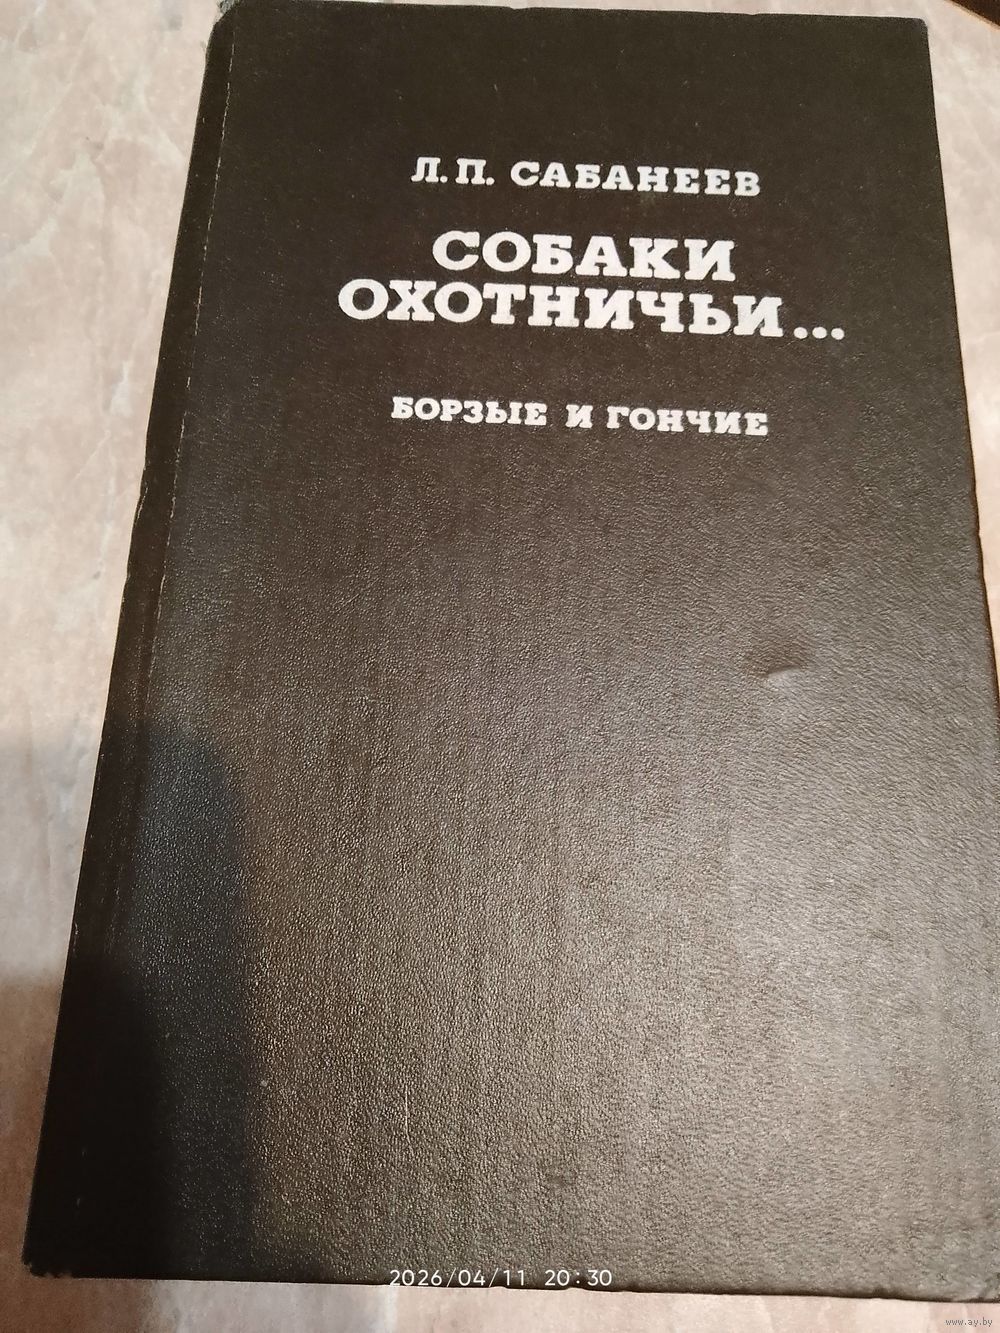 Л. П. САБАНЕЕВ
СОБАКИ
ОХОТНИЧЬИ...
БОРЗЫЕ И ГОНЧИЕ
2026/04/11 20:30
www.ay.by